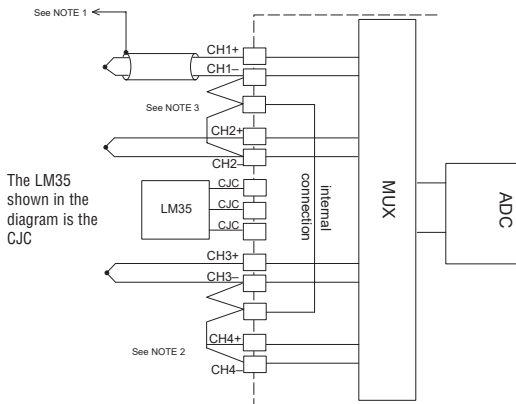 See NOTE 1
CH1+
CH1–
See NOTE 3
CH2+
CH2–
The LM35
shown in the
diagram is the
CJC
LM35
CJC
CJC
CJC
internal
connection
MUX
ADC
CH3+
CH3–
See NOTE 2
CH4+
CH4–